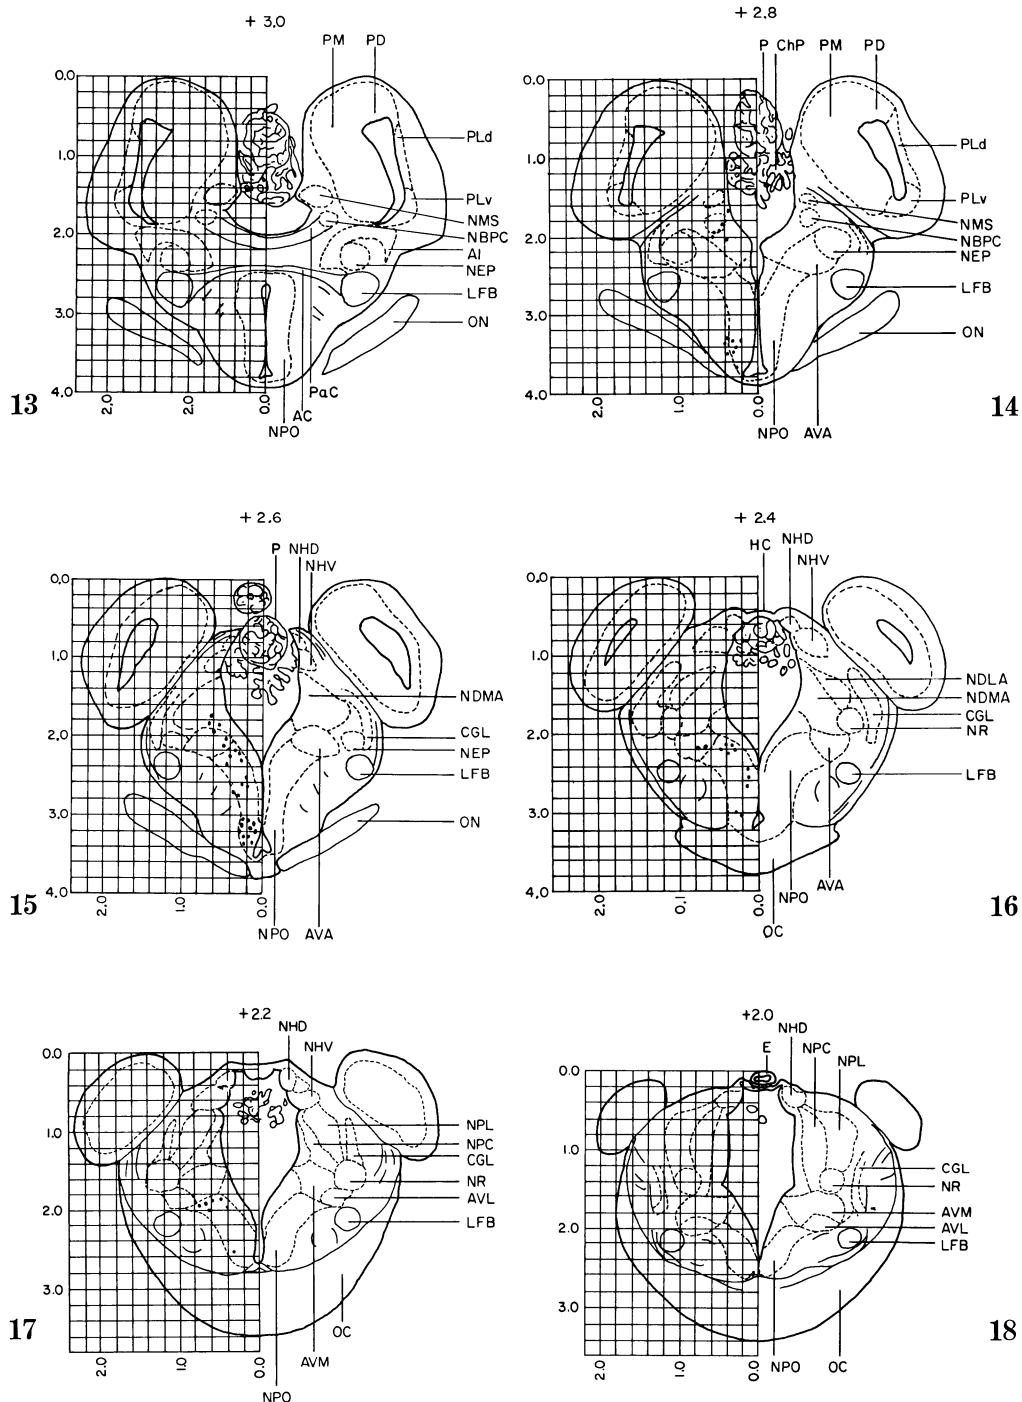 + 3.0
PM PD
0.0
1.0
2.0
3.0
4.0
PLd
PLv
NMS
NBPC
AI
NEP
LFB
ON
2.0 1.0 0.0
PaC
AC
NPO
13
+ 2.8
P ChP PM PD
0.0
1.0
2.0
3.0
4.0
PLd
PLv
NMS
NBPC
NEP
LFB
ON
2.0 1.0 0.0
NPO AVA
14
+ 2.6
P NHD
NHV
0.0
1.0
2.0
3.0
4.0
NDMA
CGL
NEP
LFB
ON
2.0 1.0 0.0
NPO AVA
15
+ 2.4
HC NHD
NHV
0.0
1.0
2.0
3.0
4.0
NDLA
NDMA
CGL
NR
LFB
2.0 0.1 0.0
AVA
NPO
OC
16
+2.2
NHD
NHV
0.0
1.0
2.0
3.0
NPL
NPC
CGL
NR
AVL
LFB
OC
2.0 1.0 0.0
AVM
NPO
17
+2.0
NHD
E NPC
NPL
0.0
1.0
2.0
3.0
CGL
NR
AVM
AVL
LFB
2.0 1.0 0.0
NPO OC
18